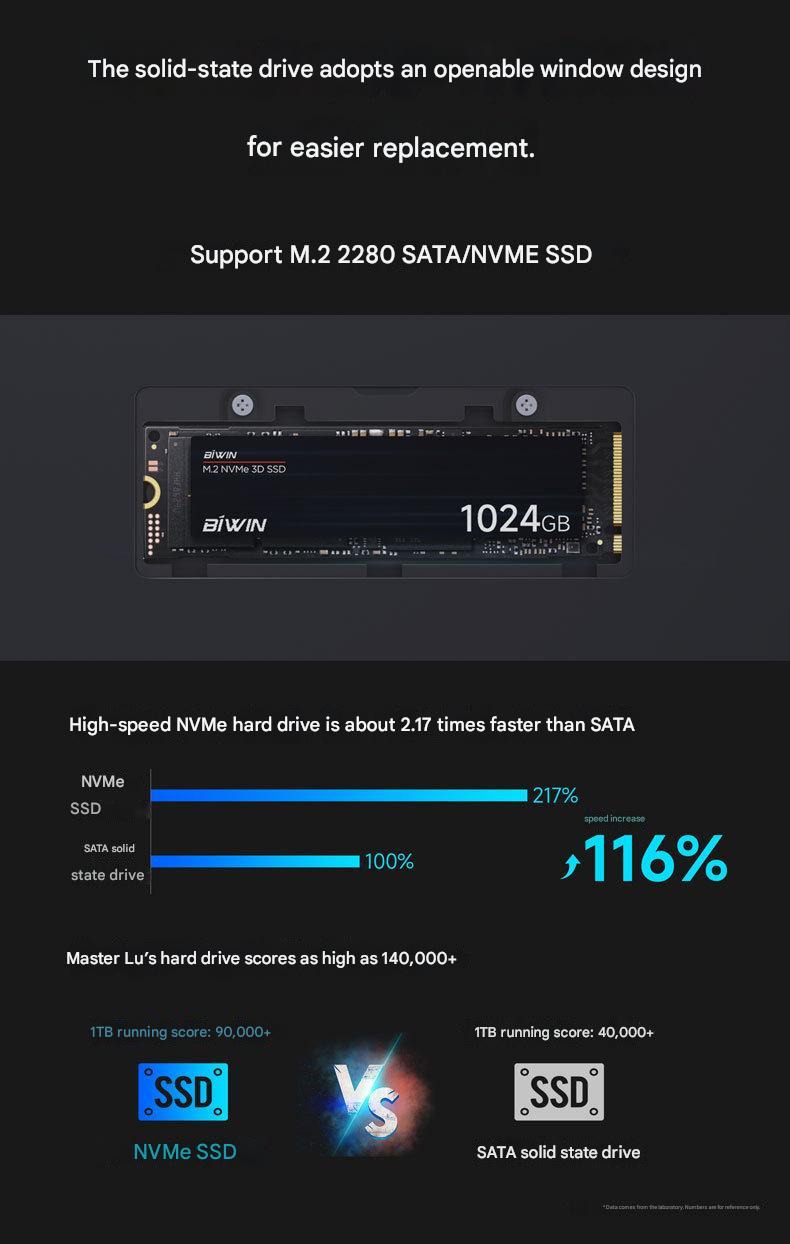 The solid-state drive adopts an openable window design
for easier replacement.
Support M.2 2280 SATA/NVME SSD
BIWIN
M.2 NVMe 3D SSD
BIWIN
1024GB
High-speed NVMe hard drive is about 2.17 times faster than SATA
NVMe
SSD
217%
speed increase
116%
SATA solid
state drive
100%
Master Lu's hard drive scores as high as 140,000+
1TB running score: 90,000+
1TB running score: 40,000+
SSD
VS
SSD
NVMe SSD
SATA solid state drive
*Data comes from the laboratory. Numbers are for reference only.